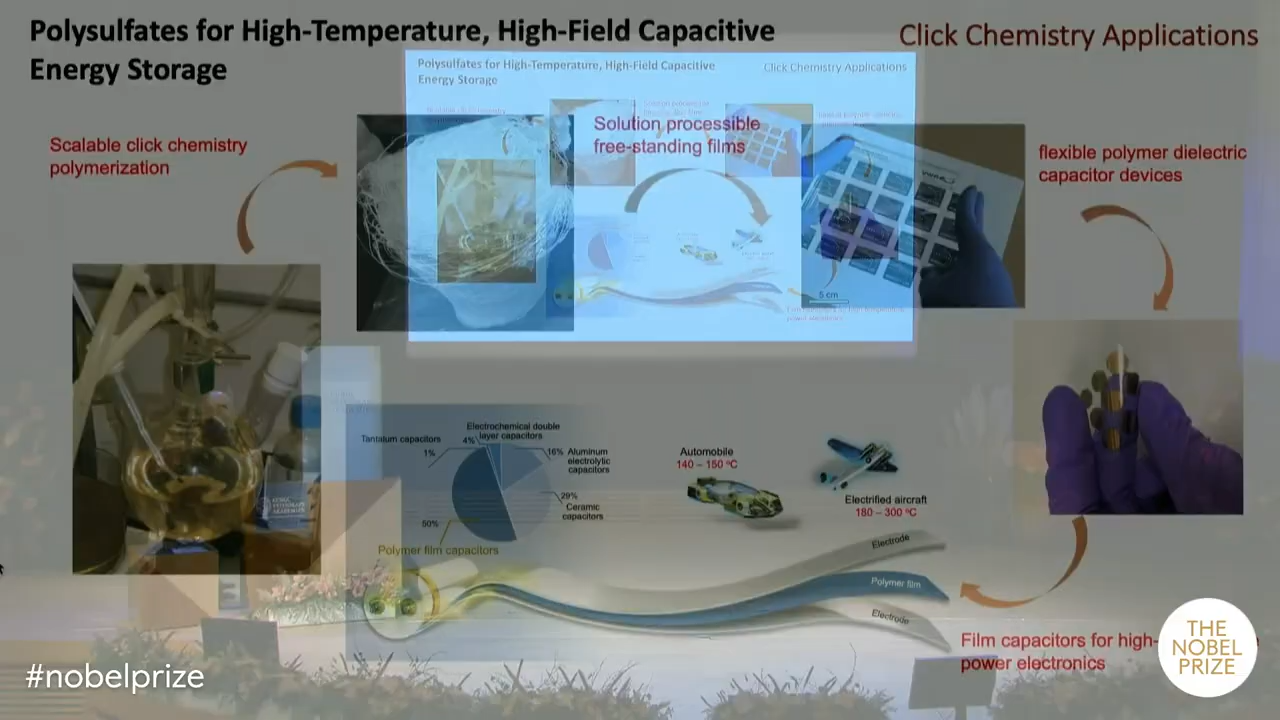 Polysulfates for High-Temperature, High-Field Capacitive
Energy Storage
Click Chemistry Applications
Polysulfates for High-Temperature, High-Field Capacitive
Energy Storage
Click Chemistry Applications
Scalable click chemistry
polymerization
Solution processible
free-standing films
flexible polymer dielectric
capacitor devices
5 cm
Electrochemical double
layer capacitors
Tantalum capacitors
4%
1%
16%
Aluminum
electrolytic
capacitors
29%
Ceramic
capacitors
50%
Polymer film capacitors
Automobile
140 – 150 °C
Electrified aircraft
180 – 300 °C
Electrode
Polymer film
Electrode
Film capacitors for high-
power electronics
THE
NOBEL
PRIZE
#nobelprize